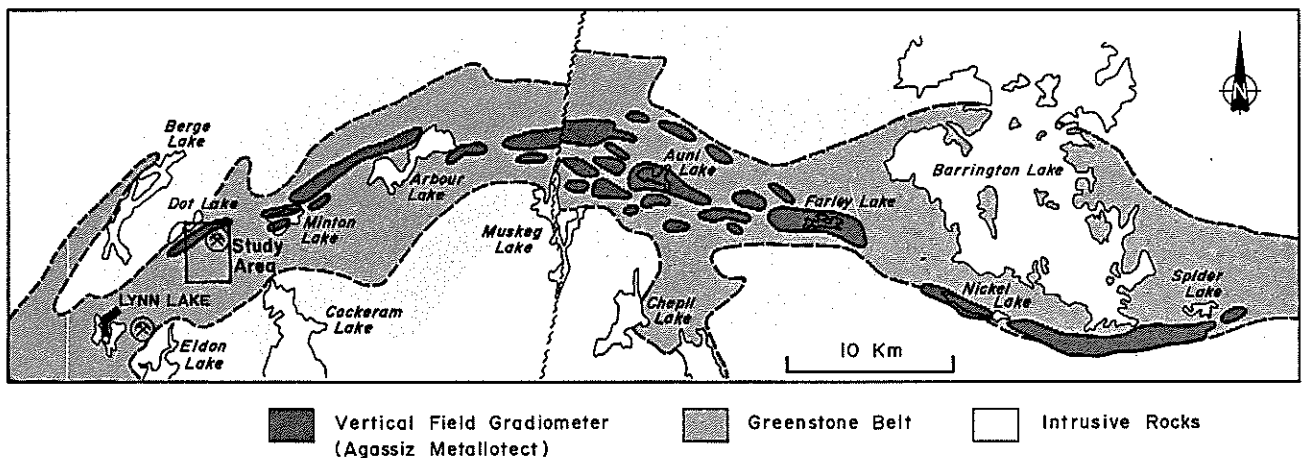 Berge
Lake
Dot Lake
Study
Area
Minton
Lake
LYNN LAKE
Eldon
Lake
Cockeram
Lake
Arbour
Lake
Muskeg
Lake
Aunl
Lake
Farley Lake
Chepil
Lake
Barrington Lake
Nickel
Lake
Spider
Lake
N
10 Km
Vertical Field Gradiometer
(Agassiz Metallotect)
Greenstone Belt
Intrusive Rocks